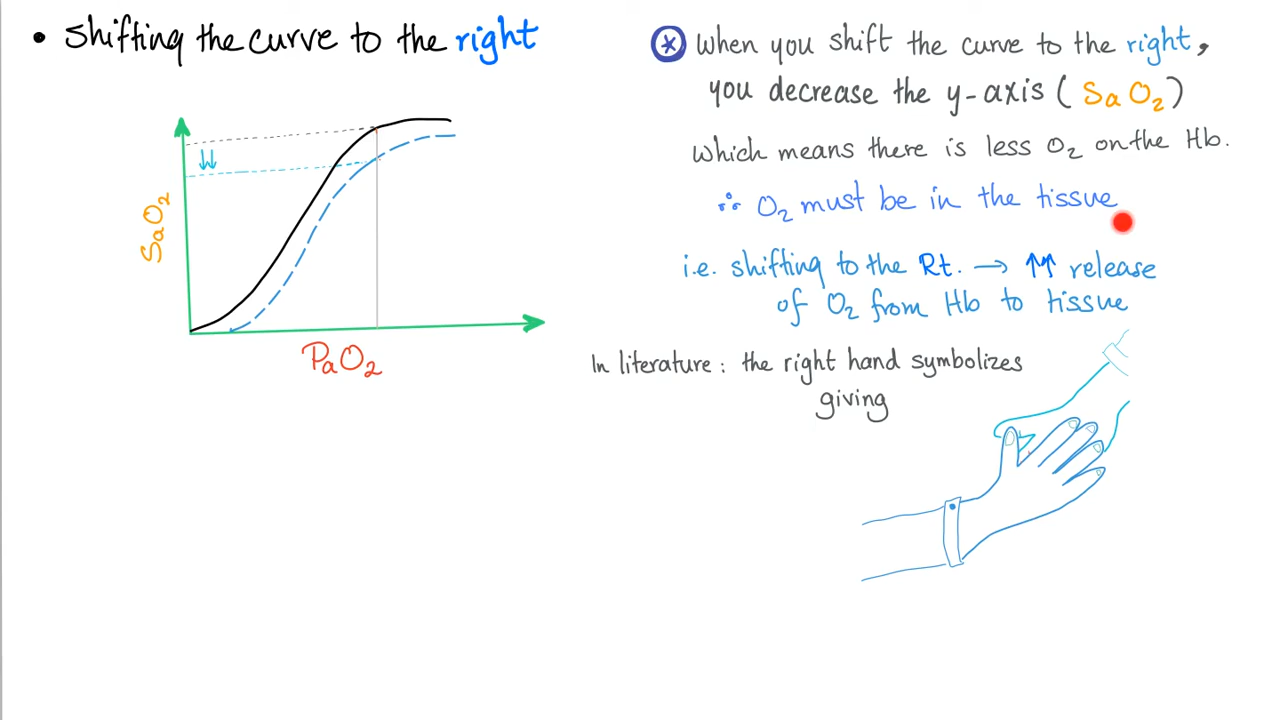 • Shifting the curve to the right
SaO₂
PaO₂
* When you shift the curve to the right,
you decrease the y-axis (SaO₂)
which means there is less O₂ on the Hb.
∴ O₂ must be in the tissue
i.e. shifting to the Rt. → ↑↑ release
of O₂ from Hb to tissue
In literature: the right hand symbolizes
giving